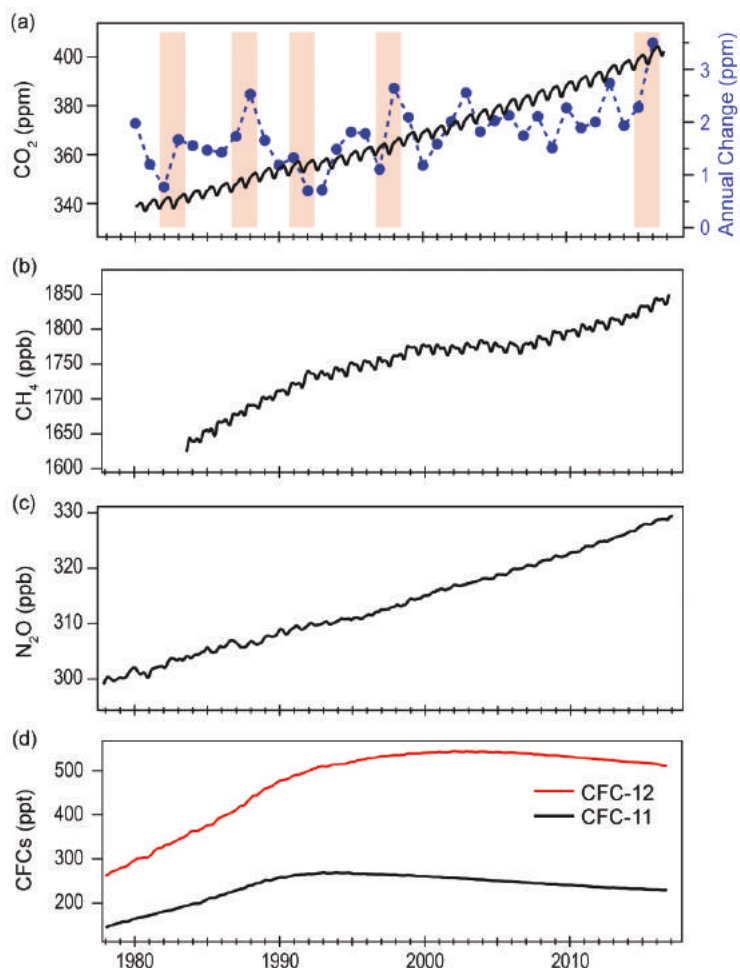 (a)
CO₂ (ppm)
400
380
360
340
3
2
1
0
Annual Change (ppm)
(b)
CH₄ (ppb)
1850
1800
1750
1700
1650
1600
(c)
N₂O (ppb)
330
320
310
300
(d)
CFCs (ppt)
500
400
300
200
CFC-12
CFC-11
1980 1990 2000 2010